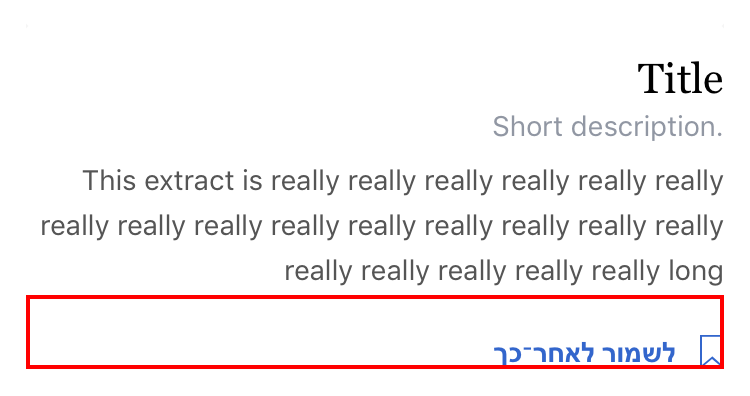 Title
Short description.
This extract is really really really really really really
really really really really really really really really really
really really really really really long
לשמור לאחר־כך